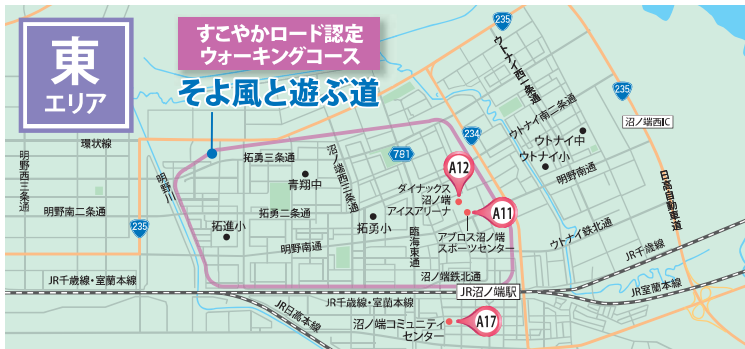 東
エリア
すこやかロード認定
ウォーキングコース
そよ風と遊ぶ道
235
ウトナイ西一条通
235
沼ノ端西IC
234
ウトナイ南二条通
ウトナイ中
ウトナイ小
明野南通
日高自動車道
環状線
明野西三条通
明野川
拓勇三条通
沼ノ端西三条通
781
青翔中
A12
ダイナックス
沼ノ端
アイスアリーナ
A11
アブロス沼ノ端
スポーツセンター
明野南二条通
235
拓進小
拓勇二条通
拓勇小
明野南通
臨海東通
ウトナイ鉄北通
JR千歳線
沼ノ端鉄北通
JR千歳線・室蘭本線
JR沼ノ端駅
JR室蘭本線
JR日高本線
JR千歳線・室蘭本線
沼ノ端コミュニティ
センター
A17